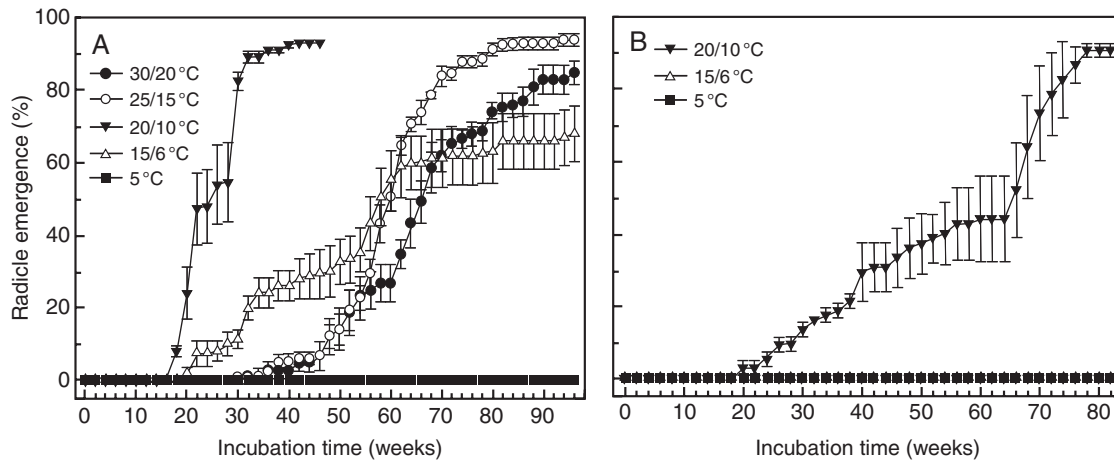 A
B
30/20°C
25/15°C
20/10°C
15/6°C
5°C
20/10°C
15/6°C
5°C
Radicle emergence (%)
100
80
60
40
20
0
0 10 20 30 40 50 60 70 80 90
0 10 20 30 40 50 60 70 80
Incubation time (weeks)
Incubation time (weeks)